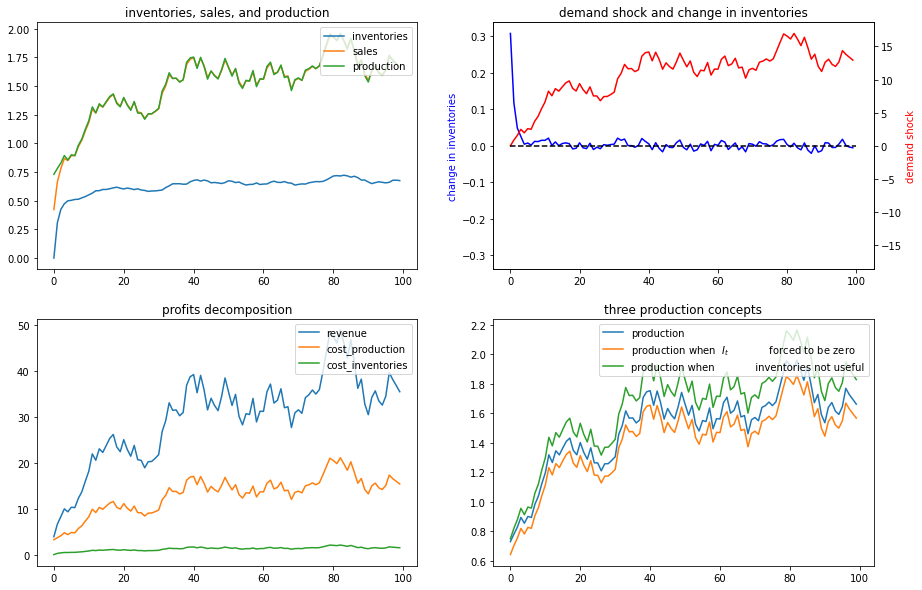 inventories, sales, and production
2.00
1.75
1.50
1.25
1.00
0.75
0.50
0.25
0.00
0 20 40 60 80 100
inventories
sales
production
demand shock and change in inventories
change in inventories
0.3
0.2
0.1
0.0
−0.1
−0.2
−0.3
0 20 40 60 80 100
15
10
5
0
−5
−10
−15
demand shock
profits decomposition
50
40
30
20
10
0
0 20 40 60 80 100
revenue
cost_production
cost_inventories
three production concepts
2.2
2.0
1.8
1.6
1.4
1.2
1.0
0.8
0.6
0 20 40 60 80 100
production
production when I_t forced to be zero
production when inventories not useful